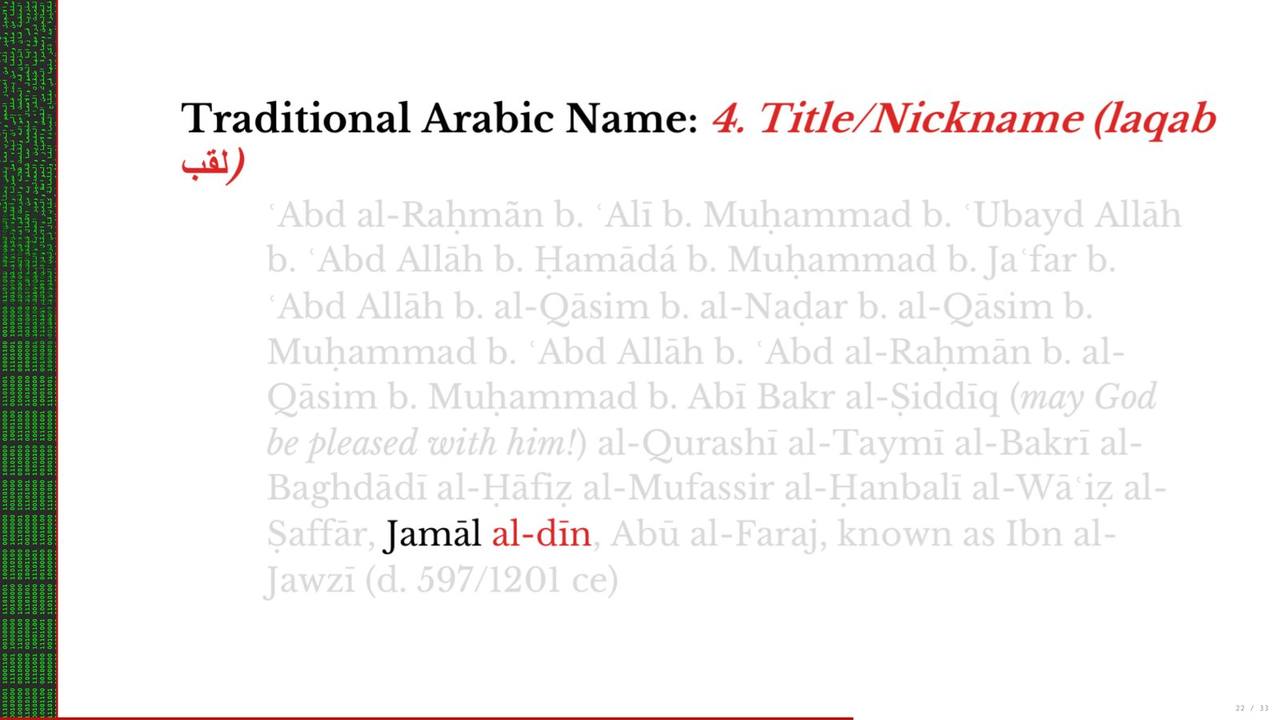 Traditional Arabic Name: 4. Title/Nickname (laqab
لقب)
ʿAbd al-Raḥmãn b. ʿAlī b. Muḥammad b. ʿUbayd Allāh
b. ʿAbd Allāh b. Ḥamādá b. Muḥammad b. Jaʿfar b.
ʿAbd Allāh b. al-Qāsim b. al-Naḍar b. al-Qāsim b.
Muḥammad b. ʿAbd Allāh b. ʿAbd al-Raḥmān b. al-
Qāsim b. Muḥammad b. Abī Bakr al-Ṣiddīq (may God
be pleased with him!) al-Qurashī al-Taymī al-Bakrī al-
Baghdādī al-Ḥāfiẓ al-Mufassir al-Ḥanbalī al-Wāʿiẓ al-
Ṣaffār, Jamāl al-dīn, Abū al-Faraj, known as Ibn al-
Jawzī (d. 597/1201 ce)
22 / 33